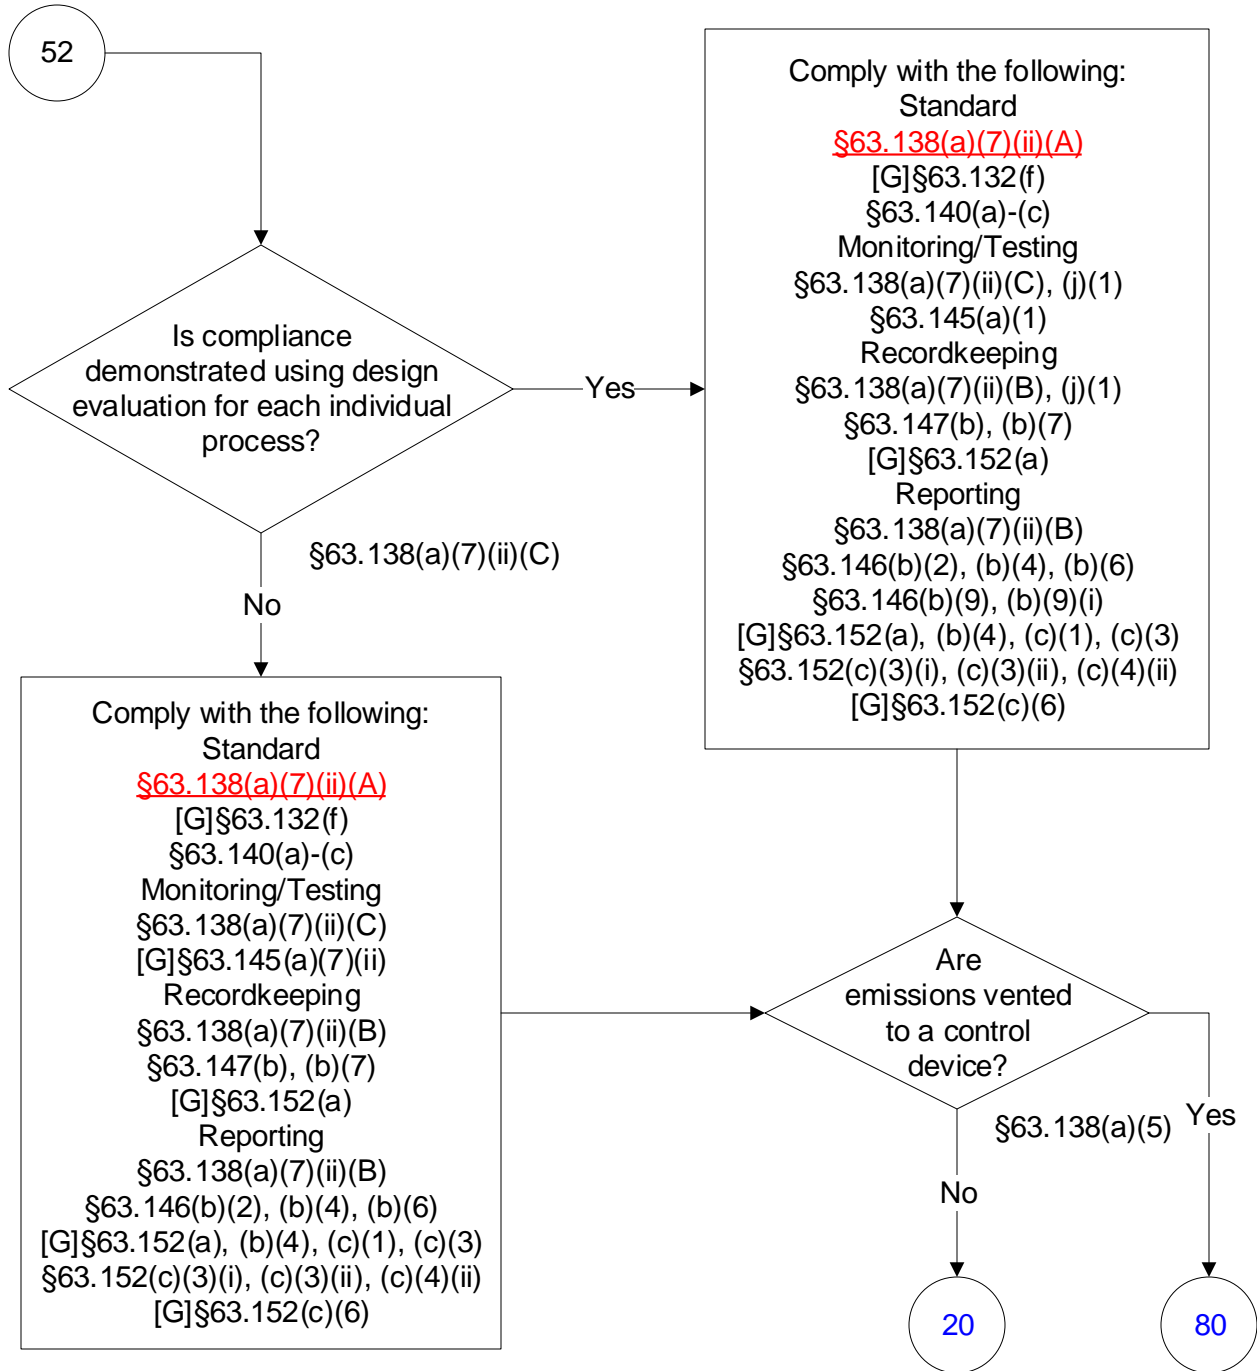 52
Is compliance
demonstrated using design
evaluation for each individual
process?
Yes
Comply with the following:
Standard
§63.138(a)(7)(ii)(A)
[G]§63.132(f)
§63.140(a)-(c)
Monitoring/Testing
§63.138(a)(7)(ii)(C), (j)(1)
§63.145(a)(1)
Recordkeeping
§63.138(a)(7)(ii)(B), (j)(1)
§63.147(b), (b)(7)
[G]§63.152(a)
Reporting
§63.138(a)(7)(ii)(B)
§63.146(b)(2), (b)(4), (b)(6)
§63.146(b)(9), (b)(9)(i)
[G]§63.152(a), (b)(4), (c)(1), (c)(3)
§63.152(c)(3)(i), (c)(3)(ii), (c)(4)(ii)
[G]§63.152(c)(6)
§63.138(a)(7)(ii)(C)
No
Comply with the following:
Standard
§63.138(a)(7)(ii)(A)
[G]§63.132(f)
§63.140(a)-(c)
Monitoring/Testing
§63.138(a)(7)(ii)(C)
[G]§63.145(a)(7)(ii)
Recordkeeping
§63.138(a)(7)(ii)(B)
§63.147(b), (b)(7)
[G]§63.152(a)
Reporting
§63.138(a)(7)(ii)(B)
§63.146(b)(2), (b)(4), (b)(6)
[G]§63.152(a), (b)(4), (c)(1), (c)(3)
§63.152(c)(3)(i), (c)(3)(ii), (c)(4)(ii)
[G]§63.152(c)(6)
Are
emissions vented
to a control
device?
§63.138(a)(5)
Yes
No
20
80